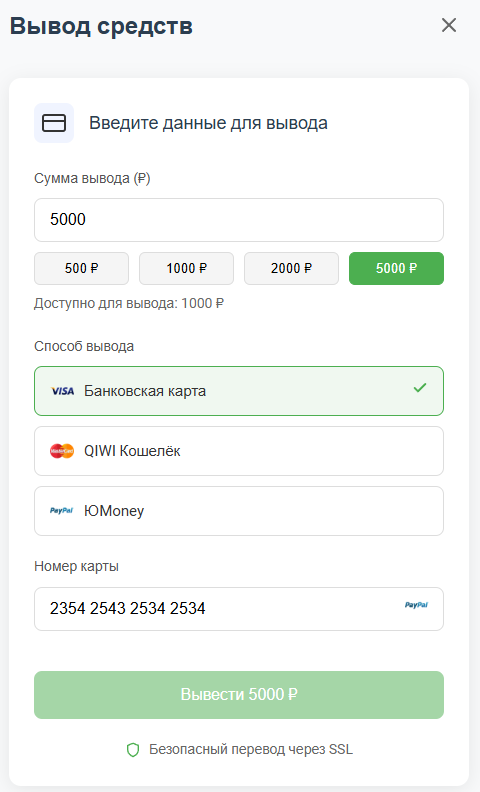 Вывод средств
Введите данные для вывода
Сумма вывода (₽)
5000
500 ₽ 1000 ₽ 2000 ₽ 5000 ₽
Доступно для вывода: 1000 ₽
Способ вывода
VISA Банковская карта
MasterCard QIWI Кошелёк
PayPal ЮMoney
Номер карты
2354 2543 2534 2534 PayPal
Вывести 5000 ₽
Безопасный перевод через SSL